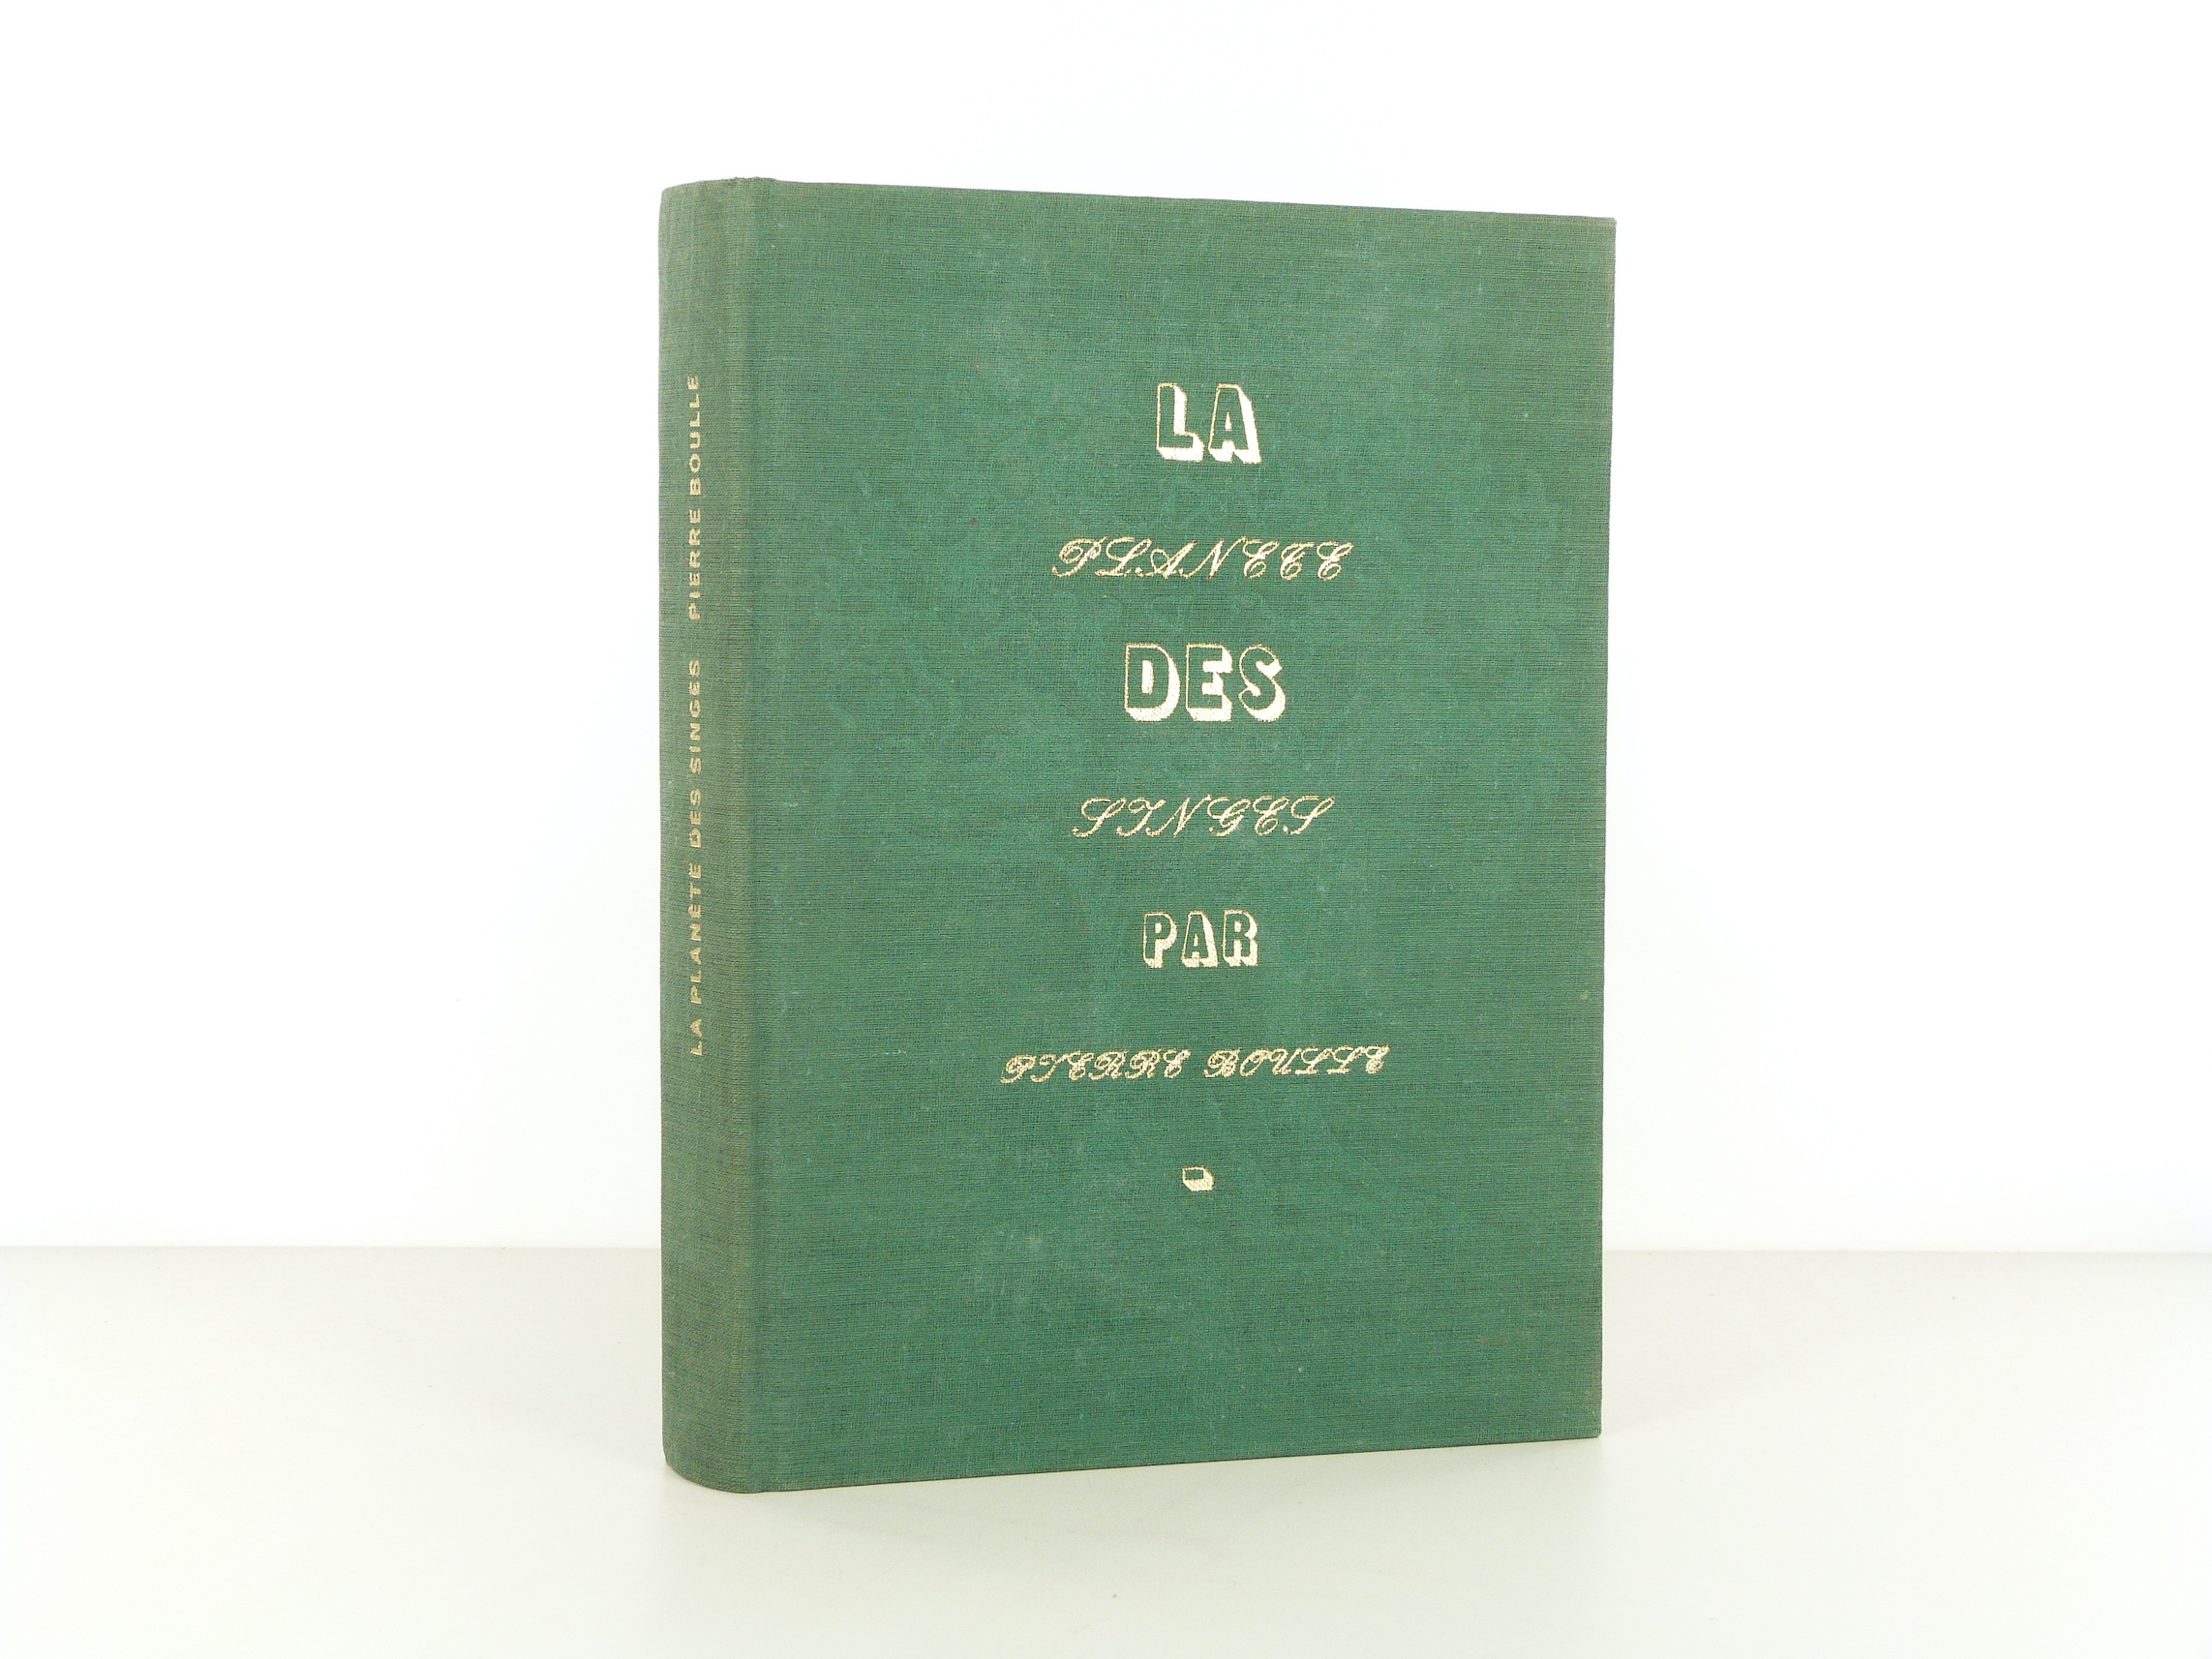 LA PLANÈTE DES SINGES PIERRE BOULLE
LA
PLANETE
DES
SINGES
PAR
PIERRE BOULLE